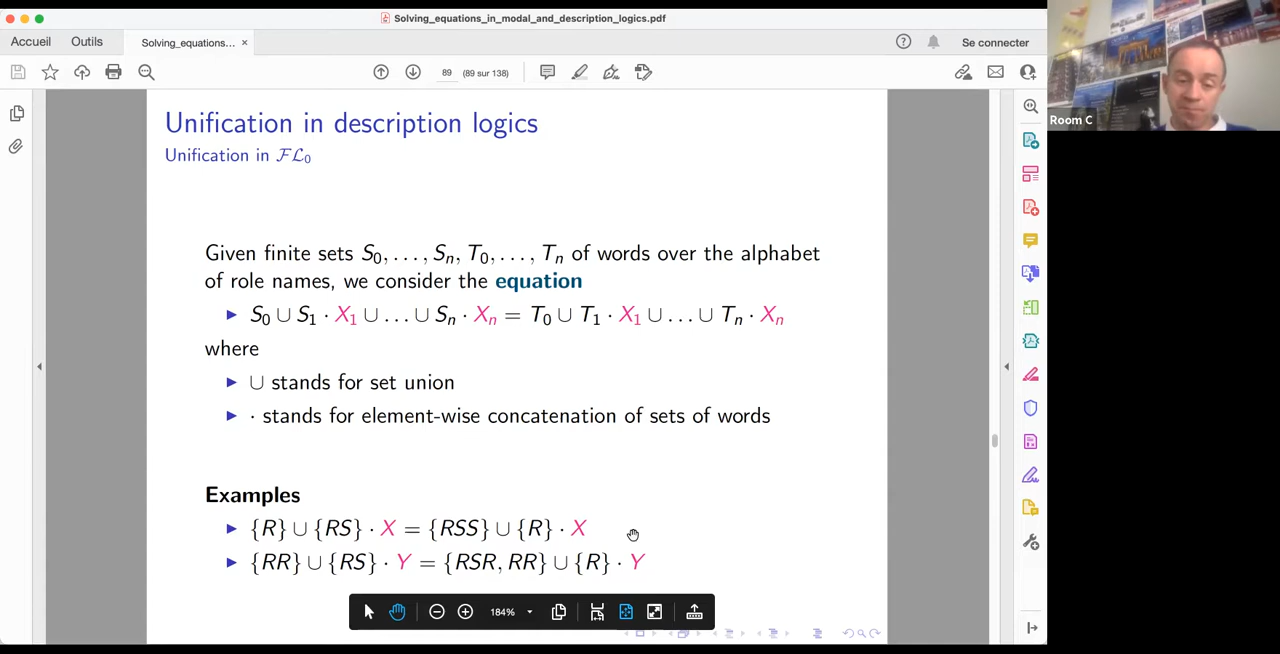 Solving_equations_in_modal_and_description_logics.pdf
Accueil Outils Solving_equations... × Se connecter
89 (89 sur 138)
Room C
Unification in description logics
Unification in ℱℒ₀
Given finite sets S₀, . . . , Sₙ, T₀, . . . , Tₙ of words over the alphabet
of role names, we consider the equation
▶ S₀ ∪ S₁ · X₁ ∪ . . . ∪ Sₙ · Xₙ = T₀ ∪ T₁ · X₁ ∪ . . . ∪ Tₙ · Xₙ
where
▶ ∪ stands for set union
▶ · stands for element-wise concatenation of sets of words
Examples
▶ {R} ∪ {RS} · X = {RSS} ∪ {R} · X
▶ {RR} ∪ {RS} · Y = {RSR, RR} ∪ {R} · Y
184%